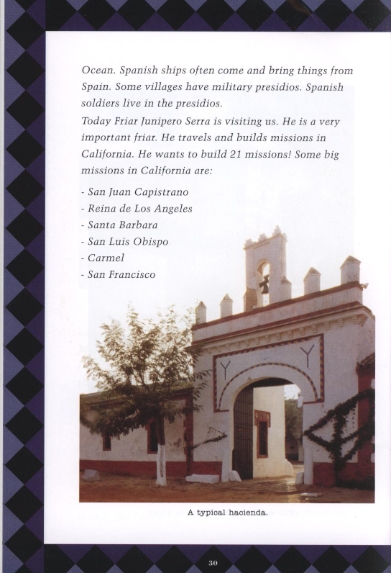 Ocean. Spanish ships often come and bring things from
Spain. Some villages have military presidios. Spanish
soldiers live in the presidios.
Today Friar Junipero Serra is visiting us. He is a very
important friar. He travels and builds missions in
California. He wants to build 21 missions! Some big
missions in California are:
- San Juan Capistrano
- Reina de Los Angeles
- Santa Barbara
- San Luis Obispo
- Carmel
- San Francisco
A typical hacienda.
30